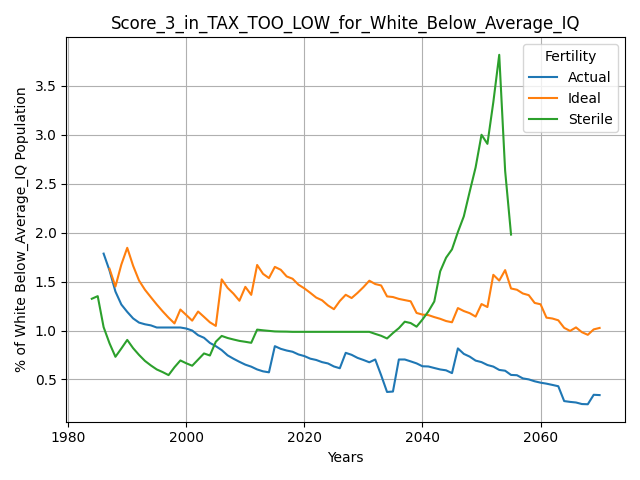 Score_3_in_TAX_TOO_LOW_for_White_Below_Average_IQ
Fertility
Actual
Ideal
Sterile
% of White Below_Average_IQ Population
3.5
3.0
2.5
2.0
1.5
1.0
0.5
1980
2000
2020
2040
2060
Years